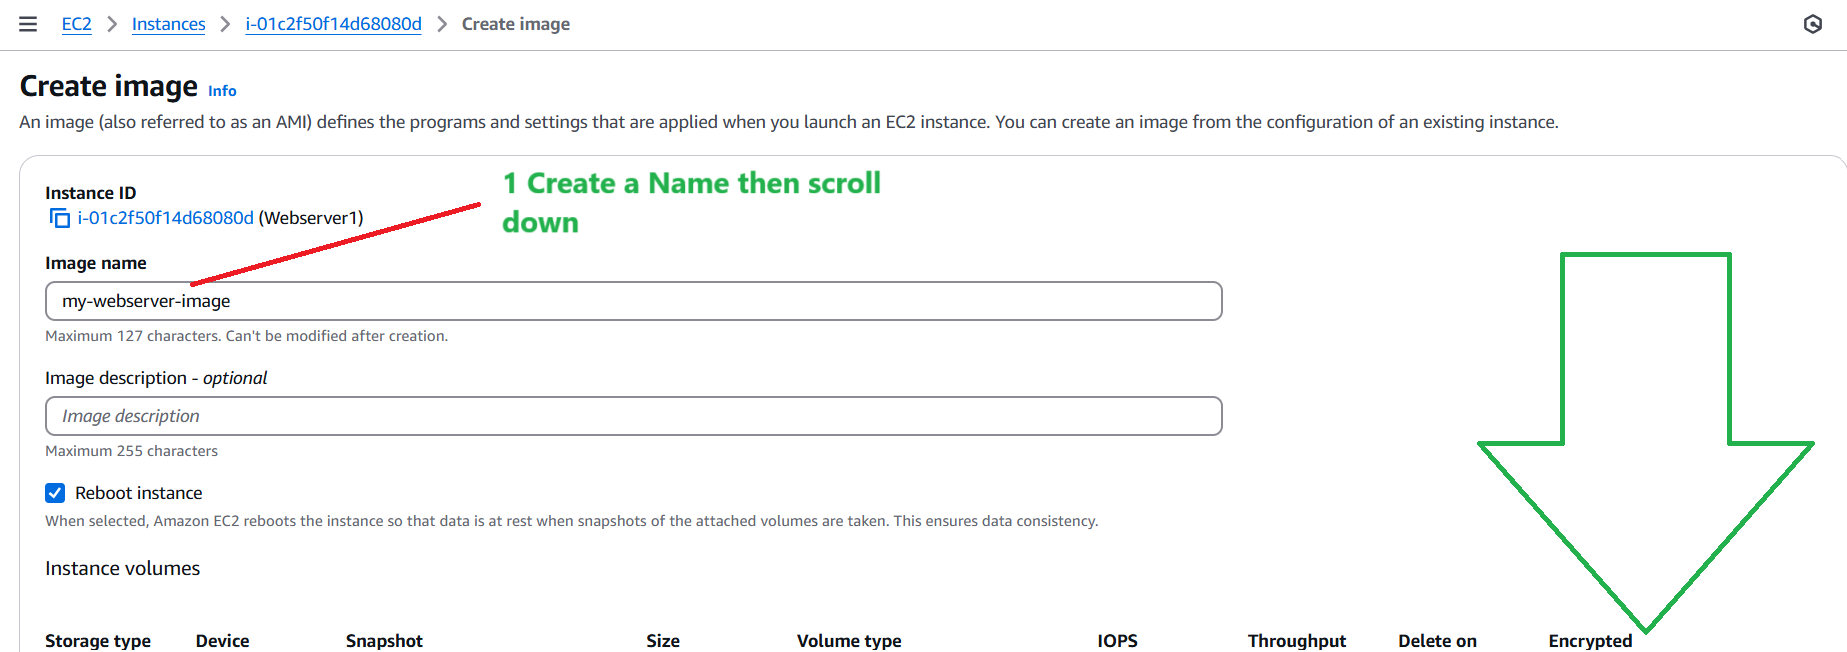 EC2 > Instances > i-01c2f50f14d68080d > Create image
Create image Info
An image (also referred to as an AMI) defines the programs and settings that are applied when you launch an EC2 instance. You can create an image from the configuration of an existing instance.
1 Create a Name then scroll
down
Instance ID
i-01c2f50f14d68080d (Webserver1)
Image name
my-webserver-image
Maximum 127 characters. Can't be modified after creation.
Image description - optional
Image description
Maximum 255 characters
Reboot instance
When selected, Amazon EC2 reboots the instance so that data is at rest when snapshots of the attached volumes are taken. This ensures data consistency.
Instance volumes
Storage type Device Snapshot Size Volume type IOPS Throughput Delete on Encrypted